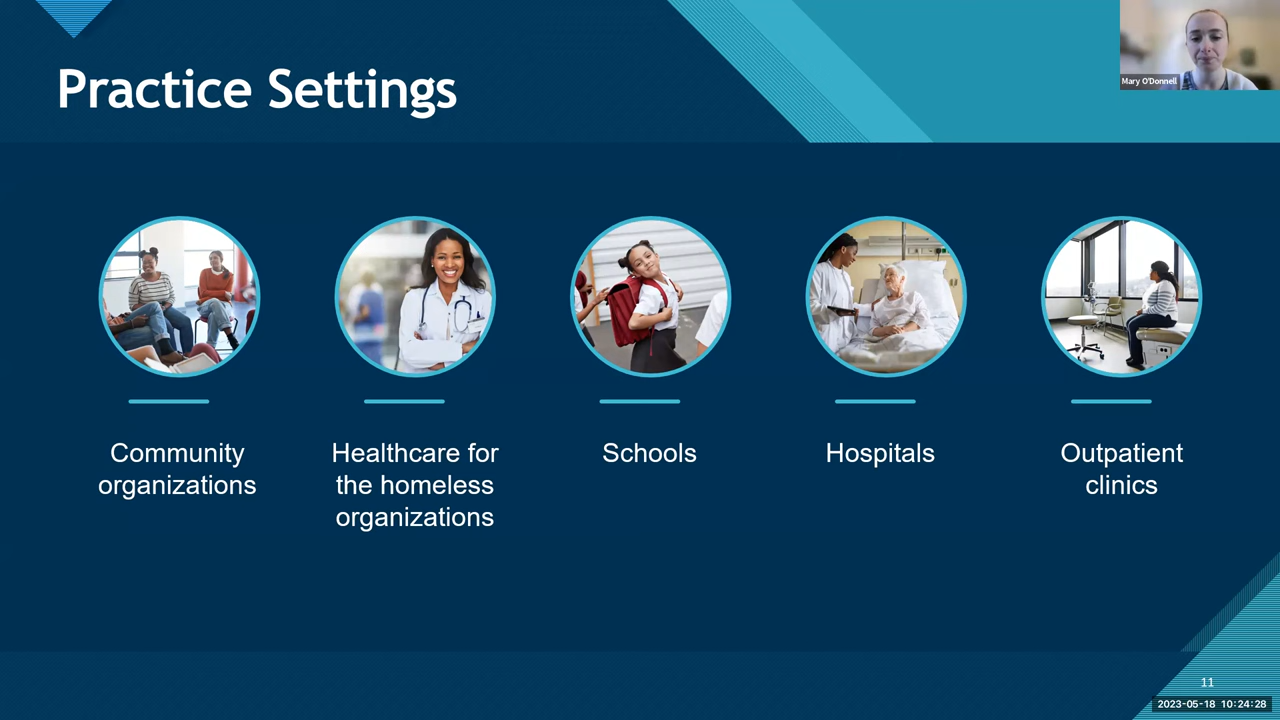 Practice Settings
Mary O'Donnell
Community
organizations
Healthcare for
the homeless
organizations
Schools
Hospitals
Outpatient
clinics
11
2023-05-18 10:24:28